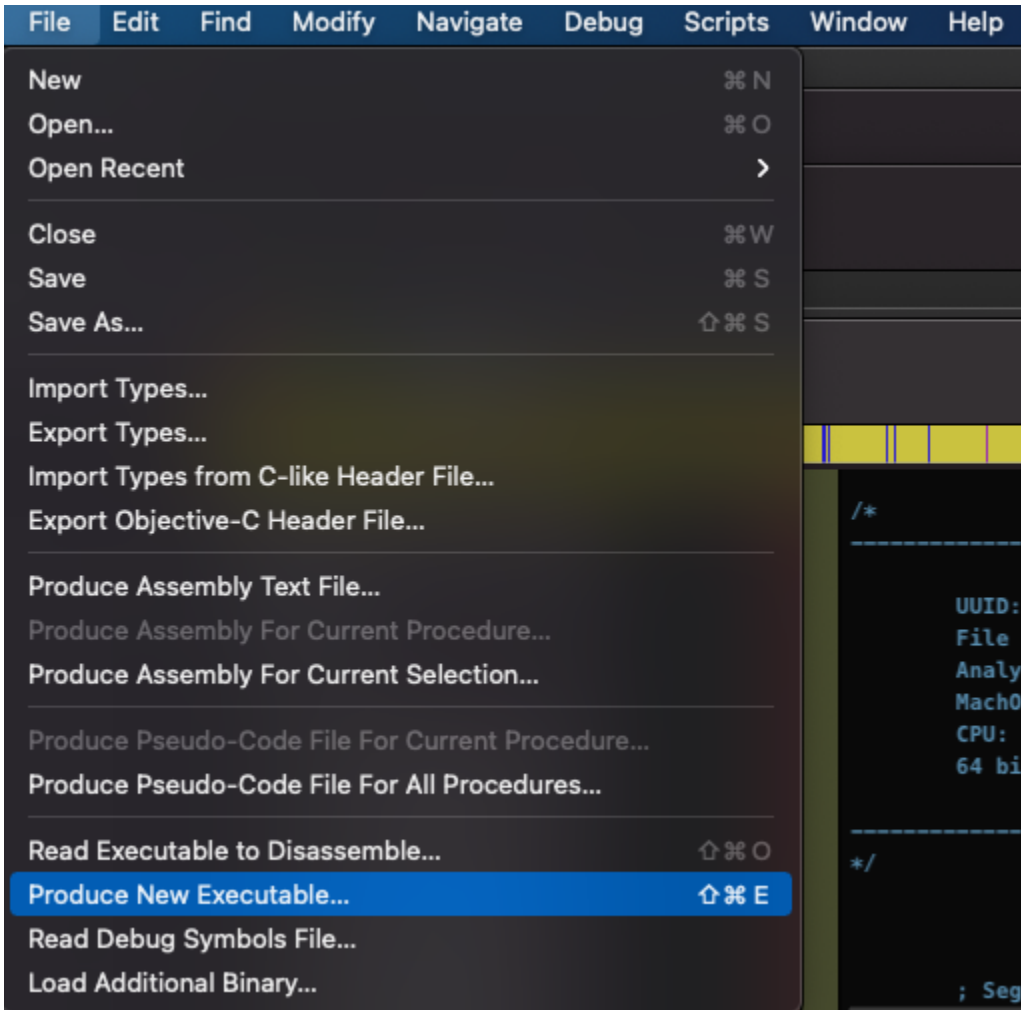 File Edit Find Modify Navigate Debug Scripts Window Help
New ⌘ N
Open... ⌘ O
Open Recent >
Close ⌘ W
Save ⌘ S
Save As... ⇧ ⌘ S
Import Types...
Export Types...
Import Types from C-like Header File...
Export Objective-C Header File...
Produce Assembly Text File...
Produce Assembly For Current Procedure...
Produce Assembly For Current Selection...
Produce Pseudo-Code File For Current Procedure...
Produce Pseudo-Code File For All Procedures...
Read Executable to Disassemble... ⇧ ⌘ O
Produce New Executable... ⇧ ⌘ E
Read Debug Symbols File...
Load Additional Binary...
/*
UUID:
File
Analy
MachO
CPU:
64 bi
*/
; Seg